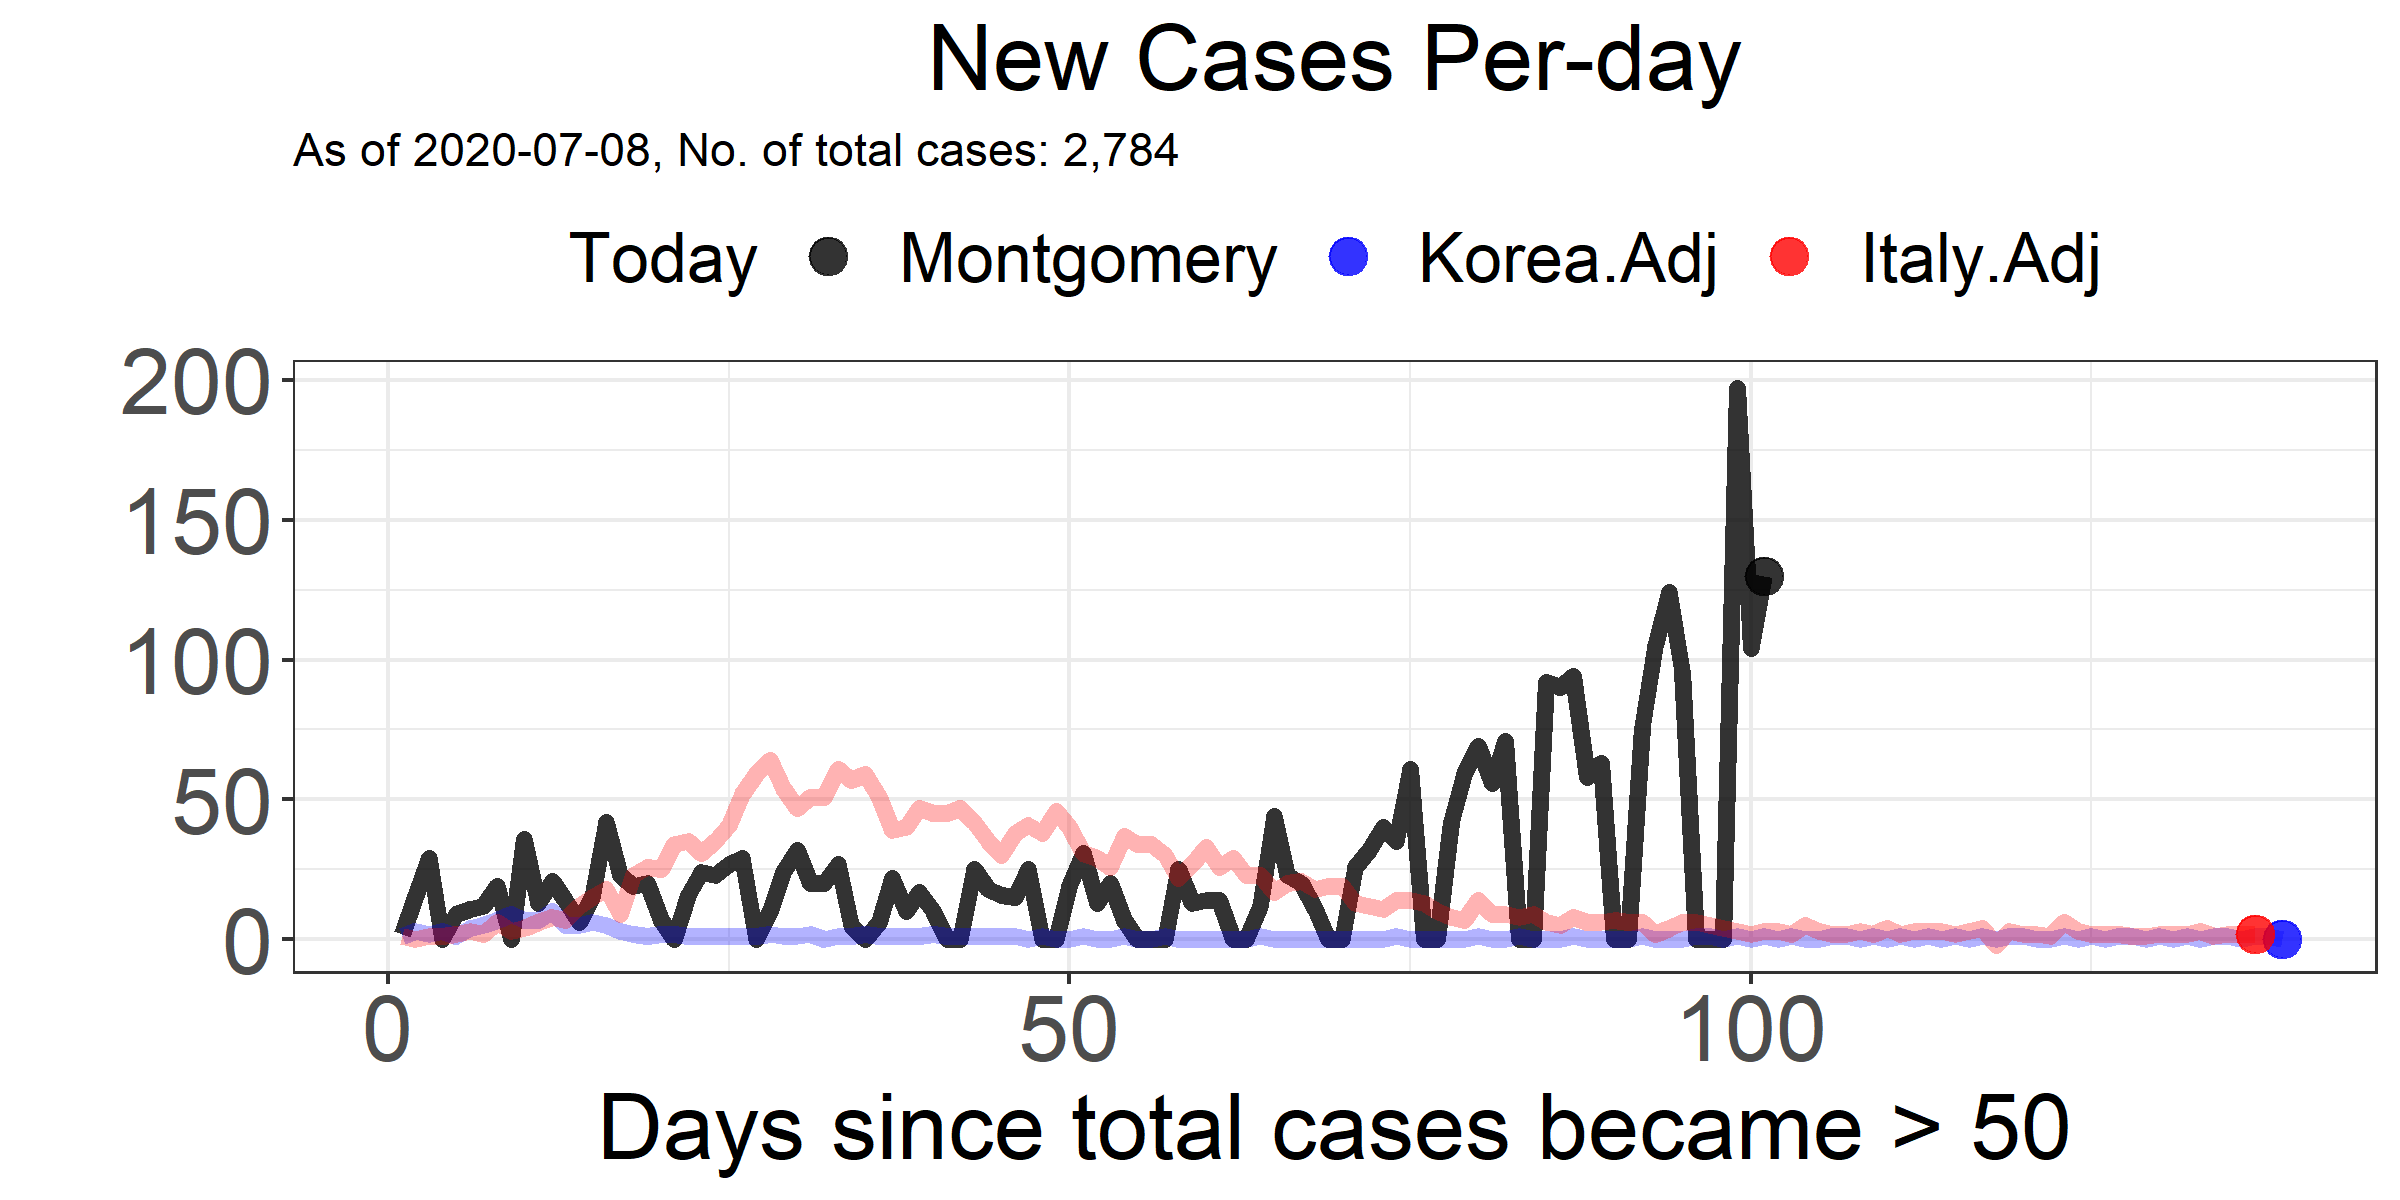 New Cases Per-day
As of 2020-07-08, No. of total cases: 2,784
Today Montgomery Korea.Adj Italy.Adj
200
150
100
50
0
0 50 100
Days since total cases became > 50